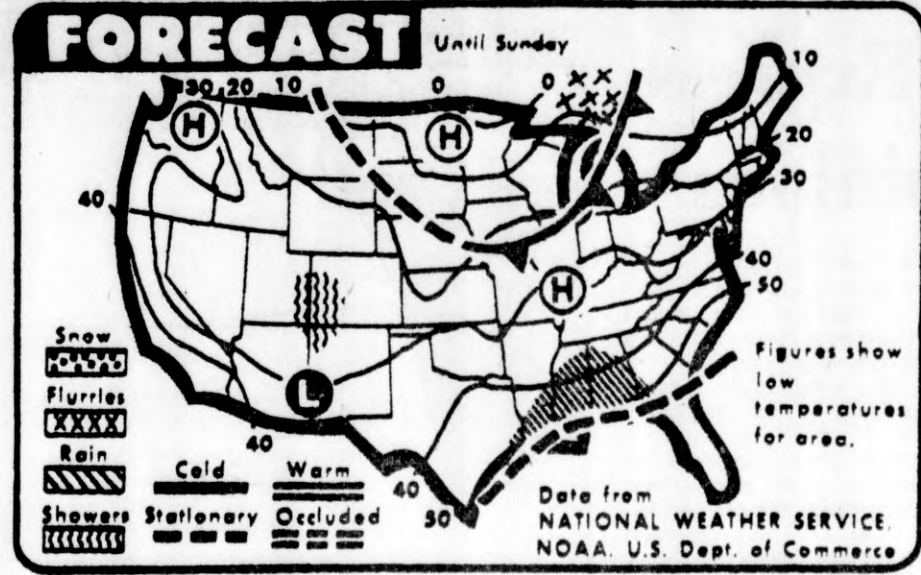 FORECAST
Until Sunday
30 20 10 0 0 10
H H
20
30
40
40
50
H
L
40
40
50
Snow
Flurries
XXXX
Rain
Showers
Cold Warm
Stationary Occluded
Figures show
low
temperatures
for area.
Data from
NATIONAL WEATHER SERVICE,
NOAA, U.S. Dept. of Commerce